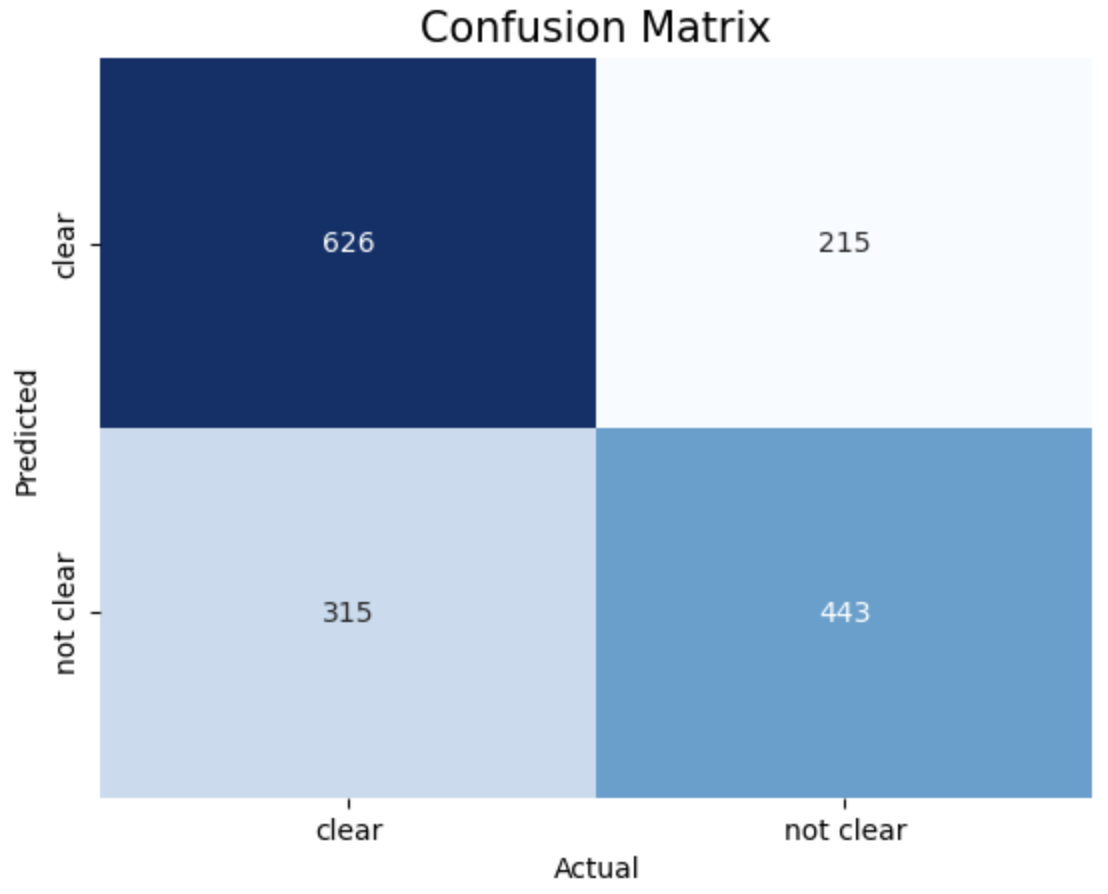 Confusion Matrix
clear
626
215
Predicted
not clear
315
443
clear
not clear
Actual